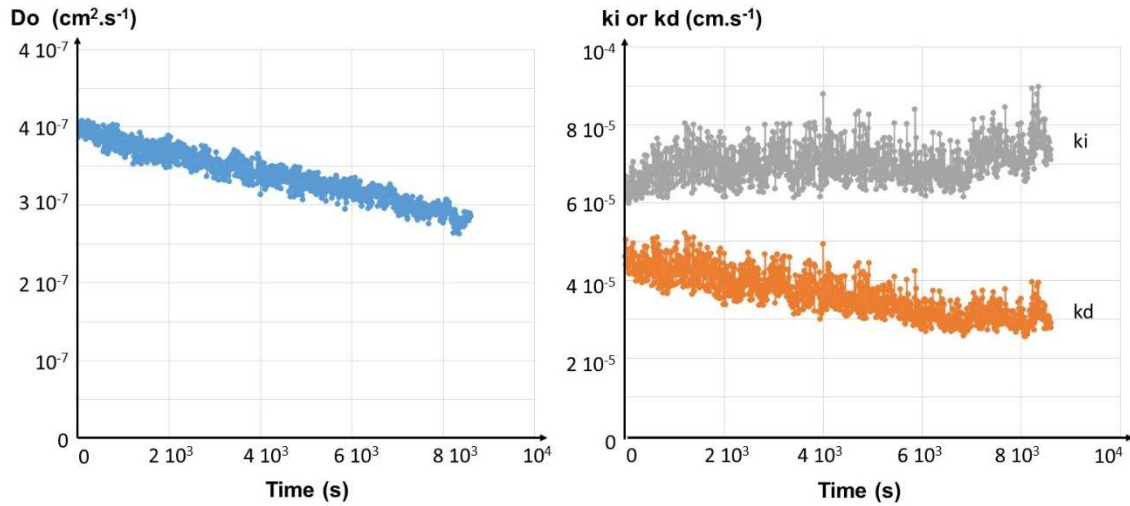 Do (cm².s⁻¹)
4 10⁻⁷
4 10⁻⁷
3 10⁻⁷
2 10⁻⁷
10⁻⁷
0
0 2 10³ 4 10³ 6 10³ 8 10³ 10⁴
Time (s)
ki or kd (cm.s⁻¹)
10⁻⁴
8 10⁻⁵
6 10⁻⁵
4 10⁻⁵
2 10⁻⁵
0
ki
kd
0 2 10³ 4 10³ 6 10³ 8 10³ 10⁴
Time (s)